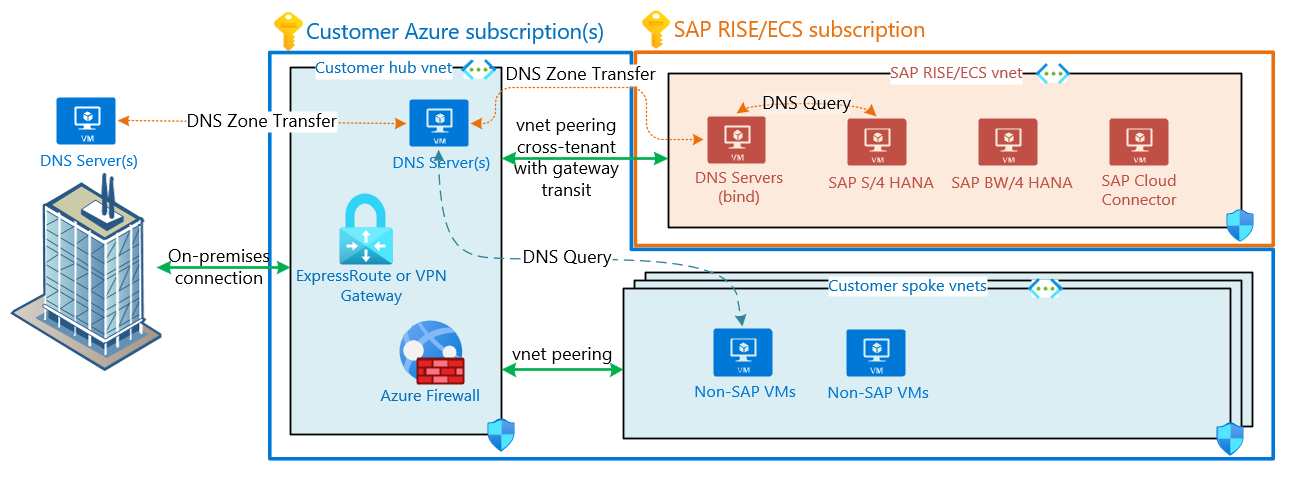 Customer Azure subscription(s)
SAP RISE/ECS subscription
Customer hub vnet
DNS Zone Transfer
SAP RISE/ECS vnet
DNS Query
DNS Zone Transfer
VM
DNS Server(s)
VM
DNS Server(s)
vnet peering
cross-tenant
with gateway
transit
VM
DNS Servers
(bind)
VM
SAP S/4 HANA
VM
SAP BW/4 HANA
VM
SAP Cloud
Connector
On-premises
connection
ExpressRoute or VPN
Gateway
DNS Query
Customer spoke vnets
vnet peering
Azure Firewall
VM
Non-SAP VMs
VM
Non-SAP VMs